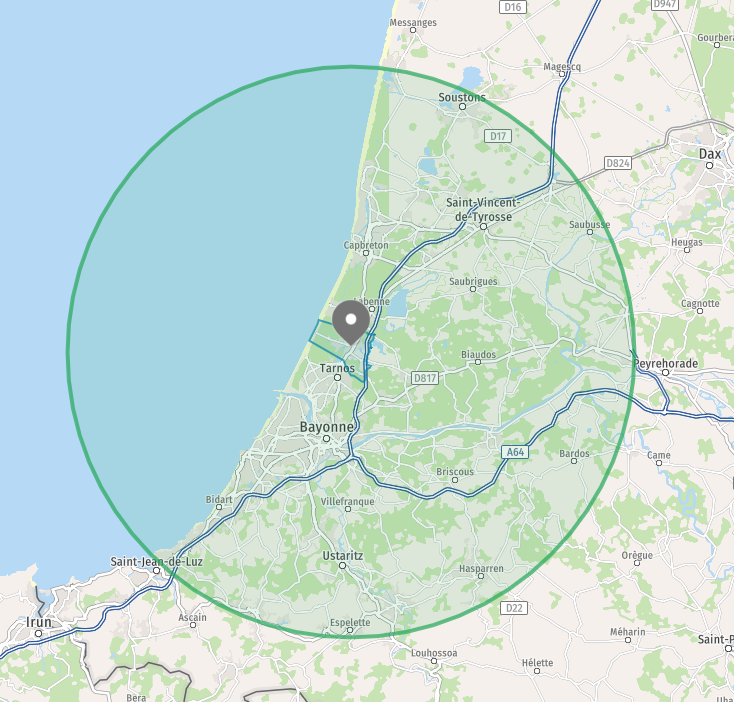 D16
D947
Messanges
Gourbera
Magescq
Soustons
D17
Dax
D824
Saint-Vincent-
de-Tyrosse
Saubusse
Capbreton
Heugas
Saubrigues
Labenne
Cagnotte
Biaudos
Peyrehorade
Tarnos
D817
Bayonne
A64
Came
Bardos
Briscous
Bidart
Villefranque
Saint-Jean-de-Luz
Ustaritz
Orègue
Hasparren
D22
Irun
Ascain
Espelette
Méharin
Saint-P
Louhossoa
Hélette
Bera